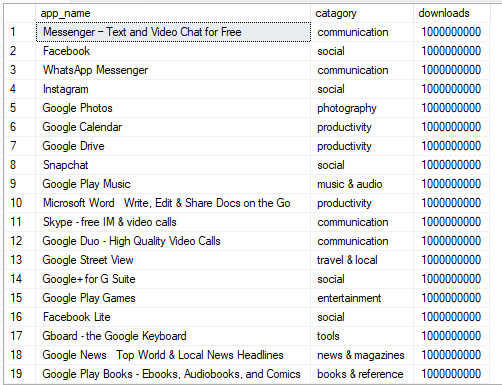 app_name catagory downloads
1 Messenger – Text and Video Chat for Free communication 1000000000
2 Facebook social 1000000000
3 WhatsApp Messenger communication 1000000000
4 Instagram social 1000000000
5 Google Photos photography 1000000000
6 Google Calendar productivity 1000000000
7 Google Drive productivity 1000000000
8 Snapchat social 1000000000
9 Google Play Music music & audio 1000000000
10 Microsoft Word Write, Edit & Share Docs on the Go productivity 1000000000
11 Skype - free IM & video calls communication 1000000000
12 Google Duo - High Quality Video Calls communication 1000000000
13 Google Street View travel & local 1000000000
14 Google+ for G Suite social 1000000000
15 Google Play Games entertainment 1000000000
16 Facebook Lite social 1000000000
17 Gboard - the Google Keyboard tools 1000000000
18 Google News Top World & Local News Headlines news & magazines 1000000000
19 Google Play Books - Ebooks, Audiobooks, and Comics books & reference 1000000000